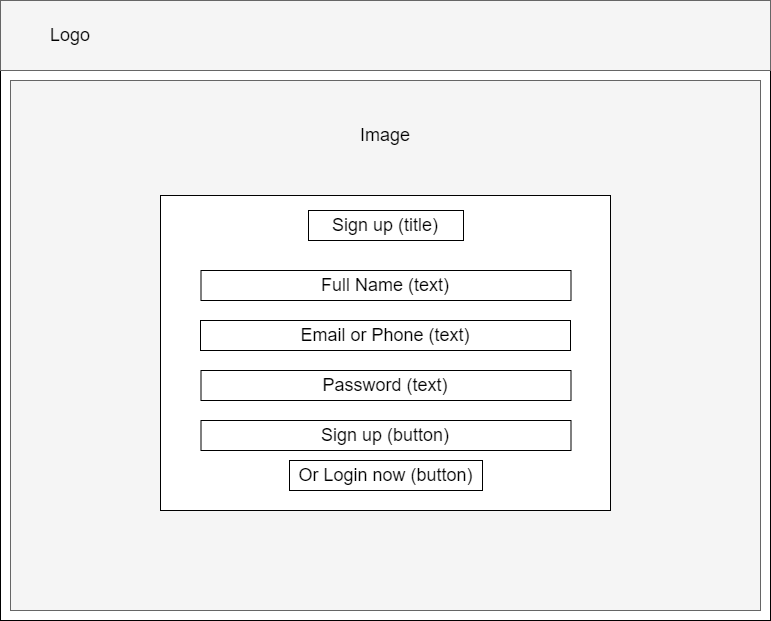 Logo
Image
Sign up (title)
Full Name (text)
Email or Phone (text)
Password (text)
Sign up (button)
Or Login now (button)